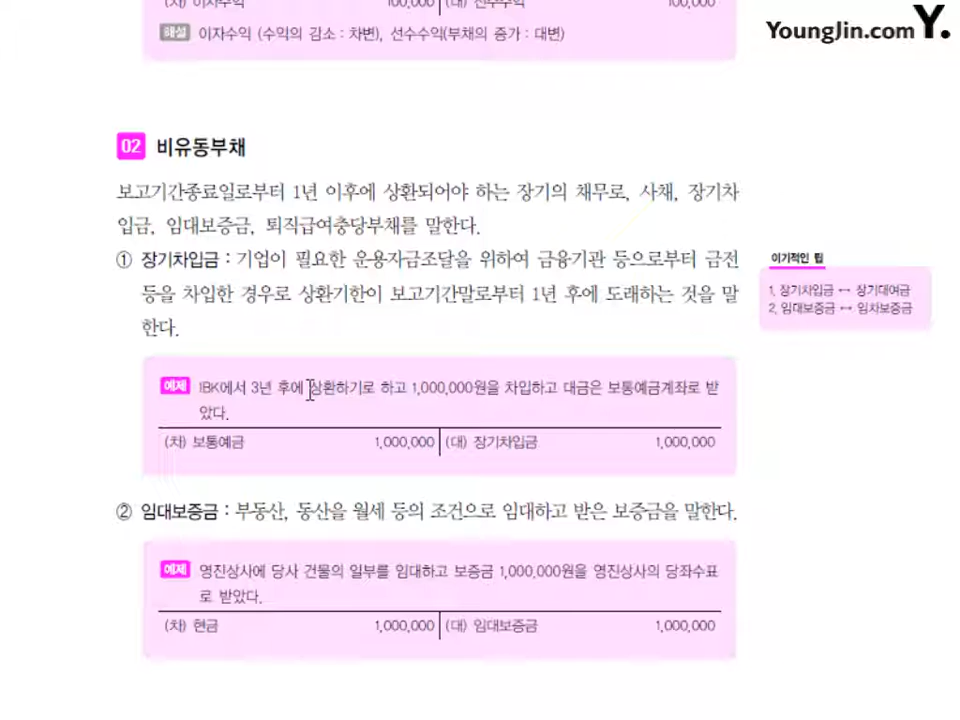 (차) 이자수익 100,000 (대) 선수수익 100,000
해설 이자수익 (수익의 감소 : 차변), 선수수익(부채의 증가 : 대변)
YoungJin.com Y.
02 비유동부채
보고기간종료일로부터 1년 이후에 상환되어야 하는 장기의 채무로, 사채, 장기차
입금, 임대보증금, 퇴직급여충당부채를 말한다.
① 장기차입금 : 기업이 필요한 운용자금조달을 위하여 금융기관 등으로부터 금전
등을 차입한 경우로 상환기한이 보고기간말로부터 1년 후에 도래하는 것을 말
한다.
이기적인 팁
1. 장기차입금 ↔ 장기대여금
2. 임대보증금 ↔ 임차보증금
예제 IBK에서 3년 후에 상환하기로 하고 1,000,000원을 차입하고 대금은 보통예금계좌로 받
았다.
(차) 보통예금 1,000,000 (대) 장기차입금 1,000,000
② 임대보증금 : 부동산, 동산을 월세 등의 조건으로 임대하고 받은 보증금을 말한다.
예제 영진상사에 당사 건물의 일부를 임대하고 보증금 1,000,000원을 영진상사의 당좌수표
로 받았다.
(차) 현금 1,000,000 (대) 임대보증금 1,000,000